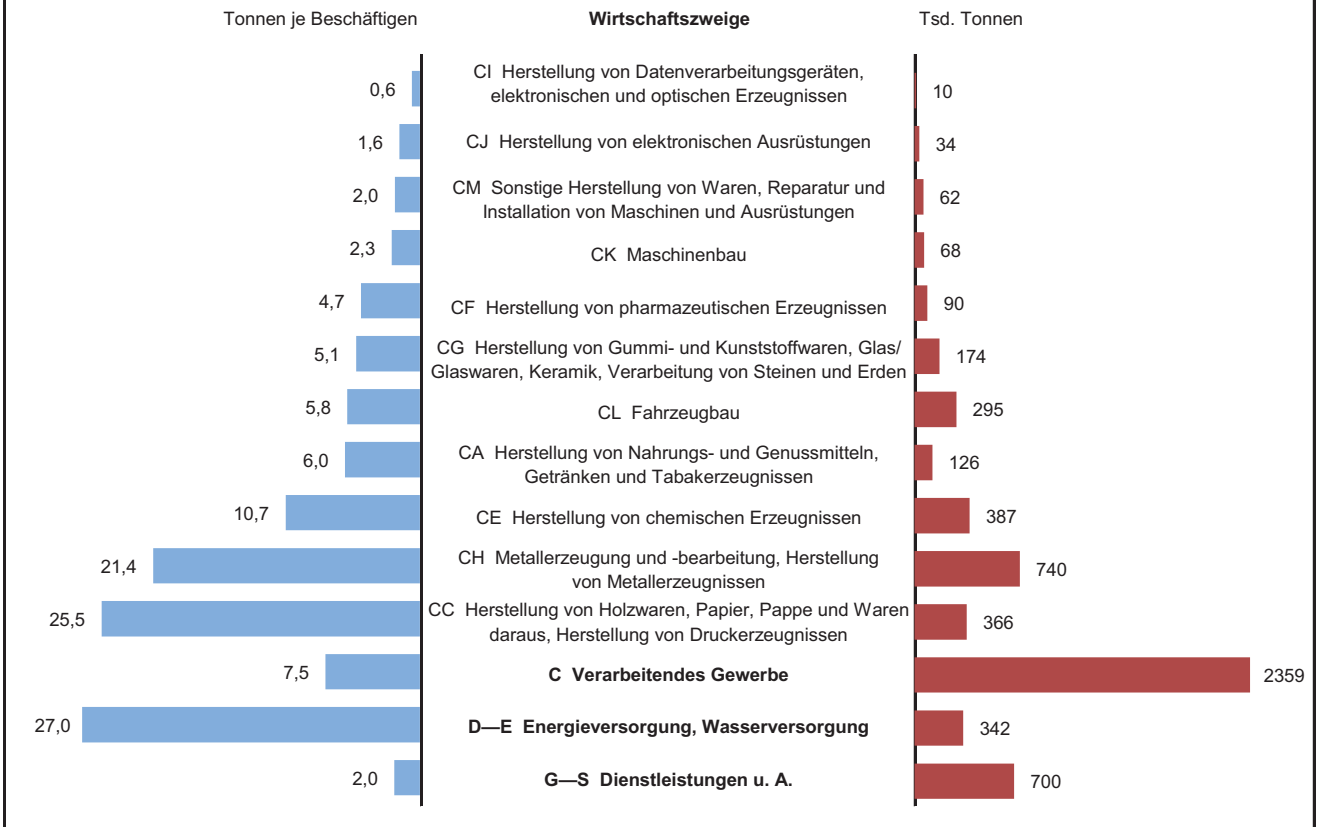 Tonnen je Beschäftigen Wirtschaftszweige Tsd. Tonnen
CI Herstellung von Datenverarbeitungsgeräten,
0,6 elektronischen und optischen Erzeugnissen 10
1,6 CJ Herstellung von elektronischen Ausrüstungen 34
CM Sonstige Herstellung von Waren, Reparatur und
2,0 Installation von Maschinen und Ausrüstungen 62
2,3 CK Maschinenbau 68
4,7 CF Herstellung von pharmazeutischen Erzeugnissen 90
CG Herstellung von Gummi- und Kunststoffwaren, Glas/
5,1 Glaswaren, Keramik, Verarbeitung von Steinen und Erden 174
5,8 CL Fahrzeugbau 295
CA Herstellung von Nahrungs- und Genussmitteln,
6,0 Getränken und Tabakerzeugnissen 126
10,7 CE Herstellung von chemischen Erzeugnissen 387
CH Metallerzeugung und -bearbeitung, Herstellung
21,4 von Metallerzeugnissen 740
CC Herstellung von Holzwaren, Papier, Pappe und Waren
25,5 daraus, Herstellung von Druckerzeugnissen 366
7,5 C Verarbeitendes Gewerbe 2359
27,0 D—E Energieversorgung, Wasserversorgung 342
2,0 G—S Dienstleistungen u. A. 700